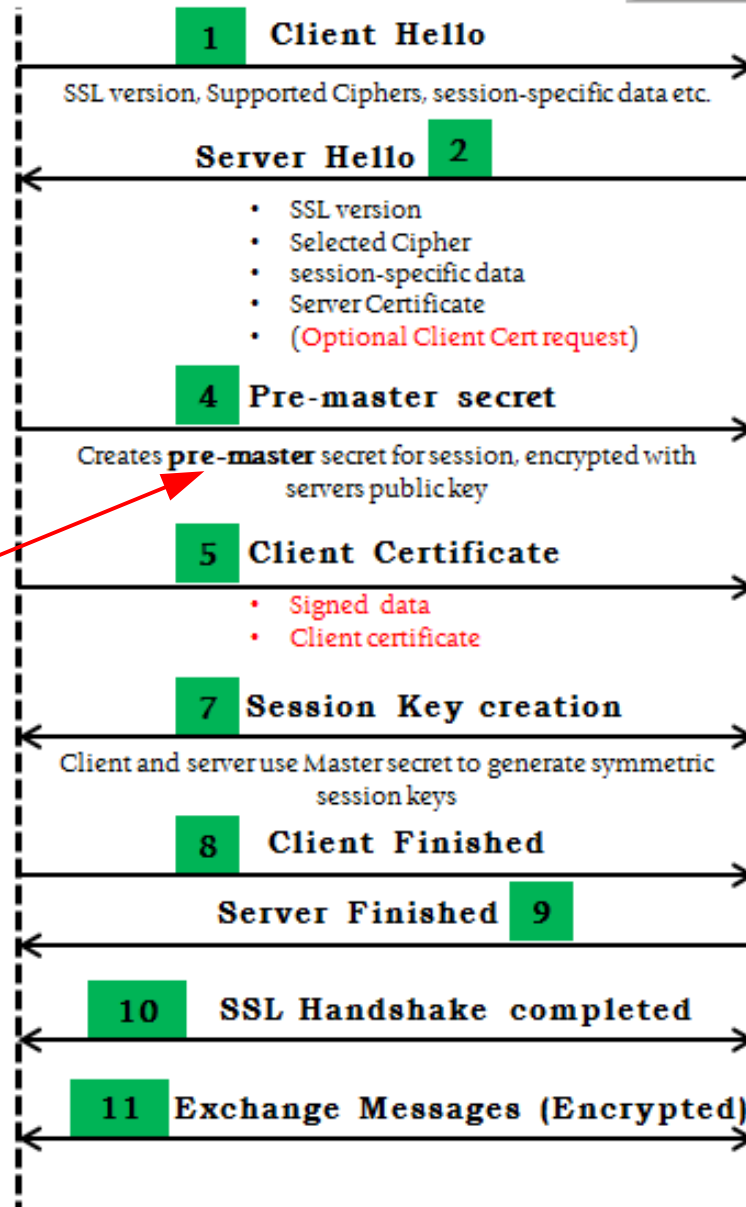 1 Client Hello
SSL version, Supported Ciphers, session-specific data etc.
Server Hello 2
• SSL version
• Selected Cipher
• session-specific data
• Server Certificate
• (Optional Client Cert request)
4 Pre-master secret
Creates pre-master secret for session, encrypted with
servers public key
5 Client Certificate
• Signed data
• Client certificate
7 Session Key creation
Client and server use Master secret to generate symmetric
session keys
8 Client Finished
Server Finished 9
10 SSL Handshake completed
11 Exchange Messages (Encrypted)